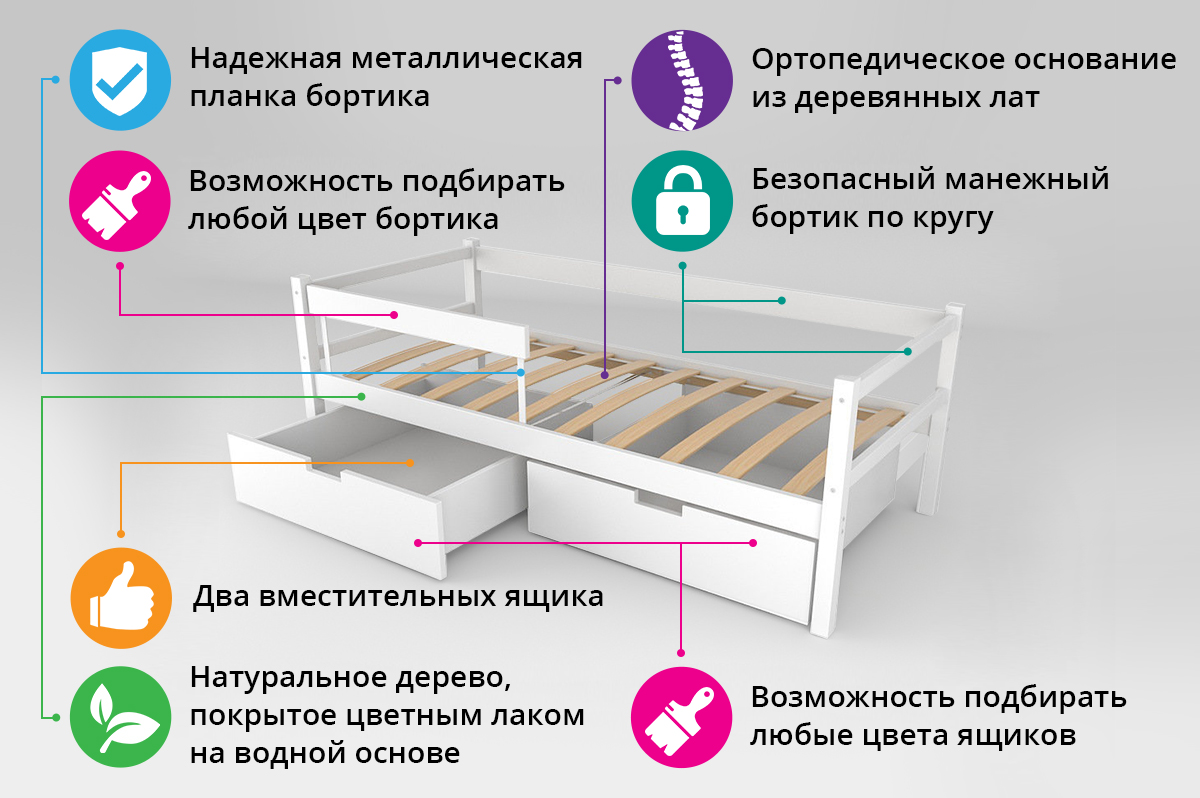 Надежная металлическая
планка бортика
Ортопедическое основание
из деревянных лат
Возможность подбирать
любой цвет бортика
Безопасный манежный
бортик по кругу
Два вместительных ящика
Натуральное дерево,
покрытое цветным лаком
на водной основе
Возможность подбирать
любые цвета ящиков